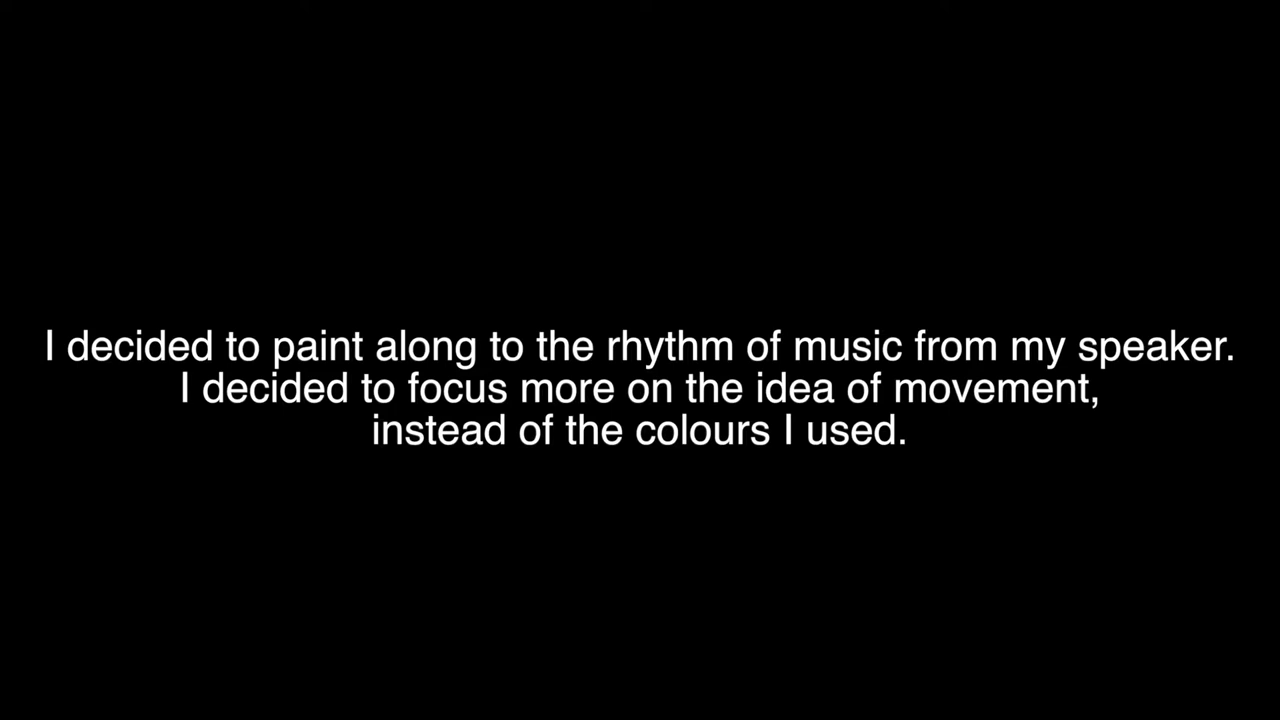 I decided to paint along to the rhythm of music from my speaker.
I decided to focus more on the idea of movement,
instead of the colours I used.